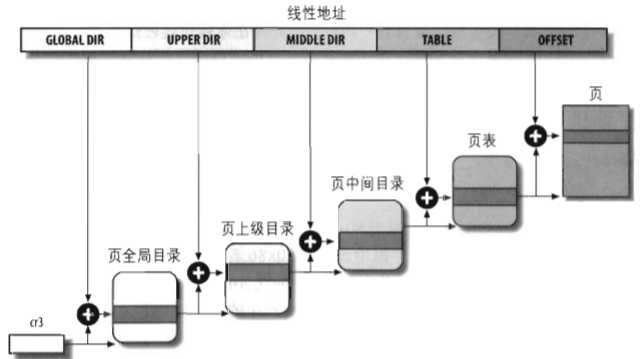 线性地址
GLOBAL DIR
UPPER DIR
MIDDLE DIR
TABLE
OFFSET
页
页表
页中间目录
页上级目录
页全局目录
cr3